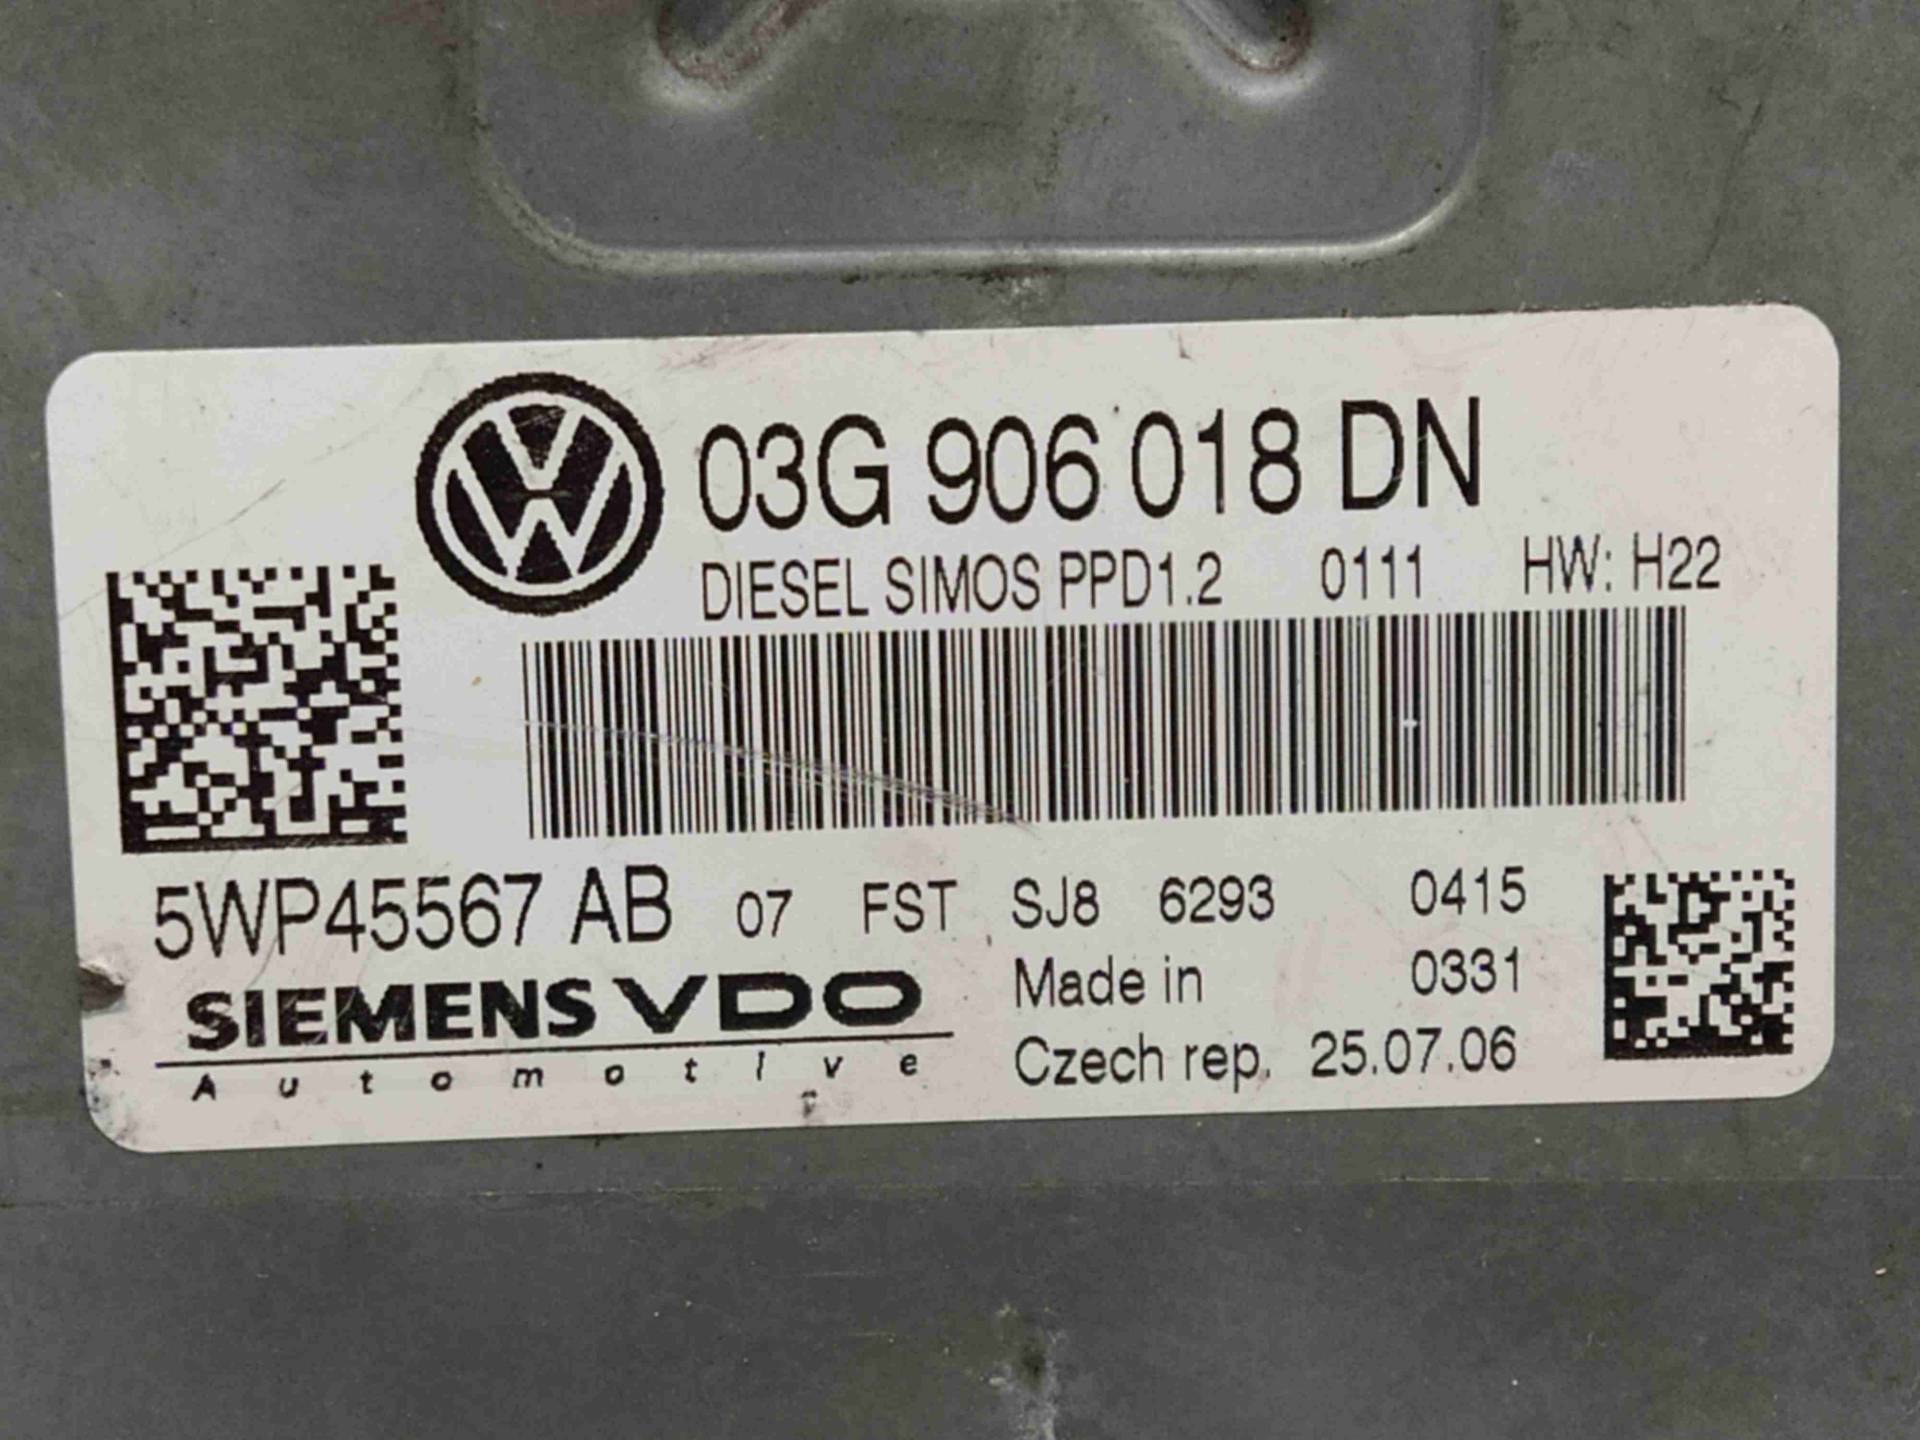 03G 906 018 DN
DIESEL SIMOS PPD1.2 0111 HW: H22
5WP45567 AB 07 FST SJ8 6293 0415
SIEMENS VDO Made in 0331
Automotive Czech rep. 25.07.06